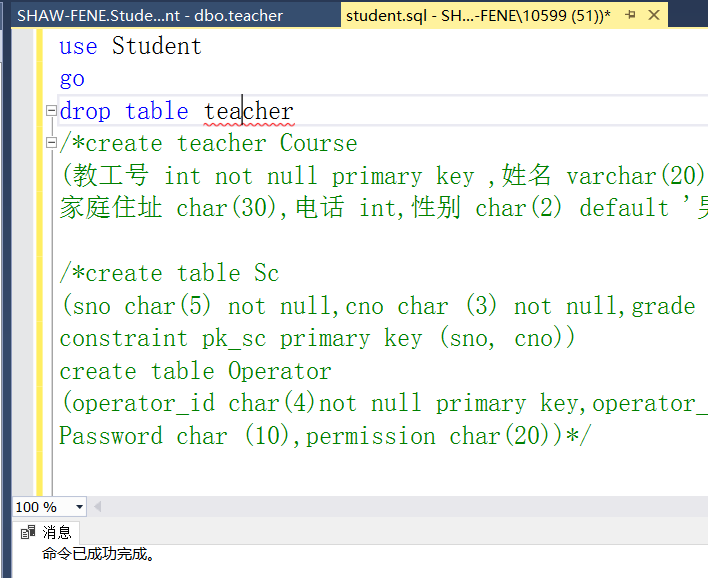 SHAW-FENE.Stude...nt - dbo.teacher
student.sql - SH...-FENE\10599 (51))*
use Student
go
drop table teacher
/*create teacher Course
(教工号 int not null primary key ,姓名 varchar(20)
家庭住址 char(30),电话 int,性别 char(2) default '男
/*create table Sc
(sno char(5) not null,cno char (3) not null,grade
constraint pk_sc primary key (sno, cno))
create table Operator
(operator_id char(4)not null primary key,operator_
Password char (10),permission char(20))*/
100 %
消息
命令已成功完成。